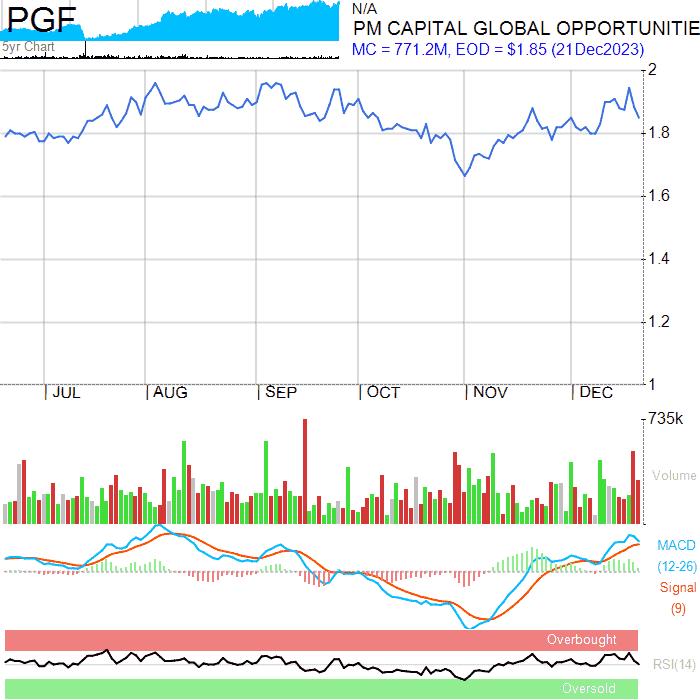 PGF
5yr Chart
N/A
PM CAPITAL GLOBAL OPPORTUNITIE
MC = 771.2M, EOD = $1.85 (21Dec2023)
2
1.8
1.6
1.4
1.2
1
JUL AUG SEP OCT NOV DEC
735k
Volume
MACD
(12-26)
Signal
(9)
Overbought
RSI(14)
Oversold